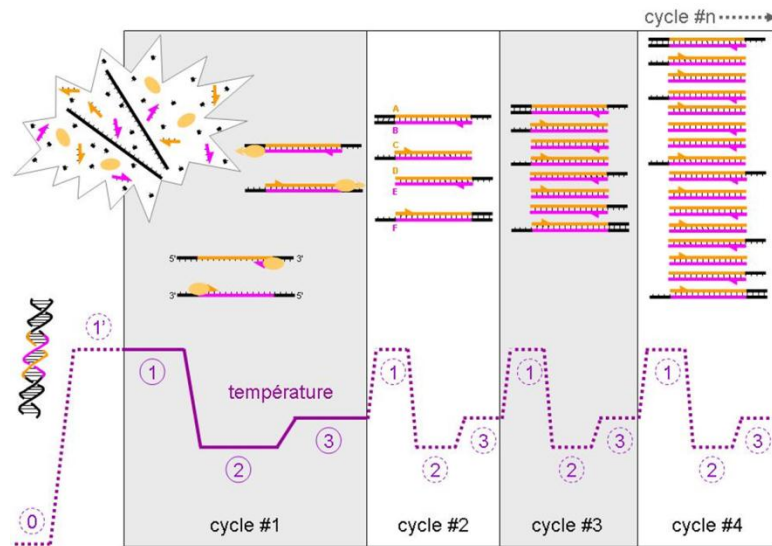 cycle #n
A
B
C
D
E
F
5' 3'
3' 5'
1'
1
température
3
2
0
1
3
2
1
3
2
1
3
2
cycle #1
cycle #2
cycle #3
cycle #4